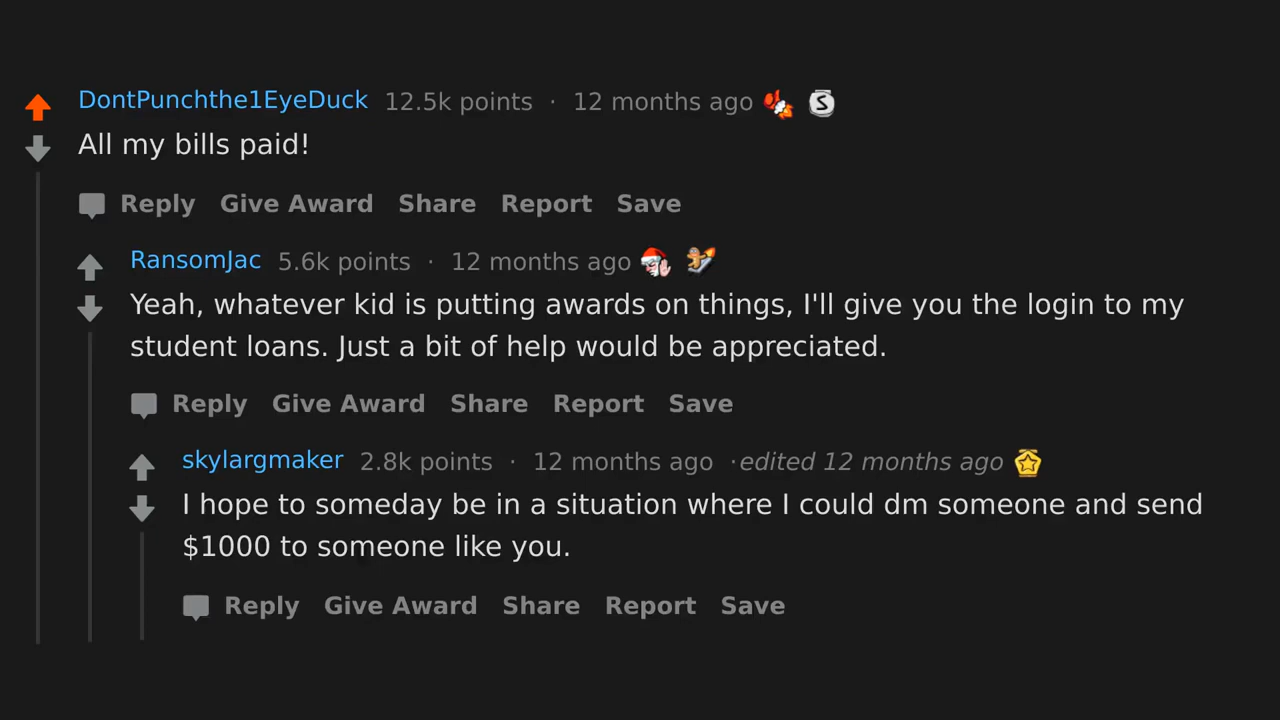 DontPunchthe1EyeDuck 12.5k points · 12 months ago S
All my bills paid!
Reply Give Award Share Report Save
RansomJac 5.6k points · 12 months ago
Yeah, whatever kid is putting awards on things, I'll give you the login to my
student loans. Just a bit of help would be appreciated.
Reply Give Award Share Report Save
skylargmaker 2.8k points · 12 months ago ·edited 12 months ago
I hope to someday be in a situation where I could dm someone and send
$1000 to someone like you.
Reply Give Award Share Report Save